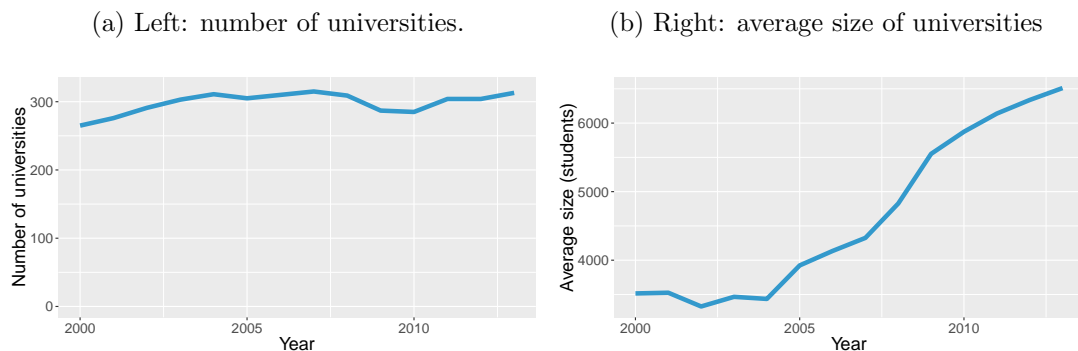 (a) Left: number of universities.
(b) Right: average size of universities
Number of universities
300
200
100
0
2000
2005
2010
Year
Average size (students)
6000
5000
4000
2000
2005
2010
Year